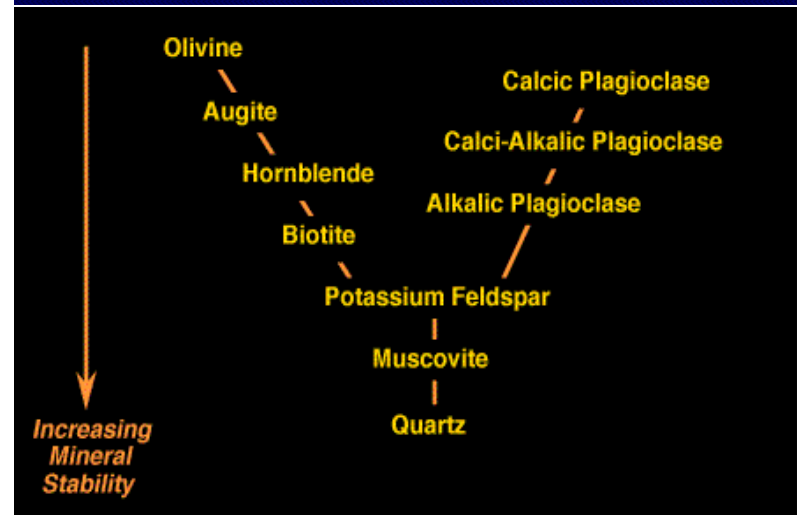 Olivine
Calcic Plagioclase
Augite
Calci-Alkalic Plagioclase
Hornblende
Alkalic Plagioclase
Biotite
Potassium Feldspar
Muscovite
Quartz
Increasing
Mineral
Stability